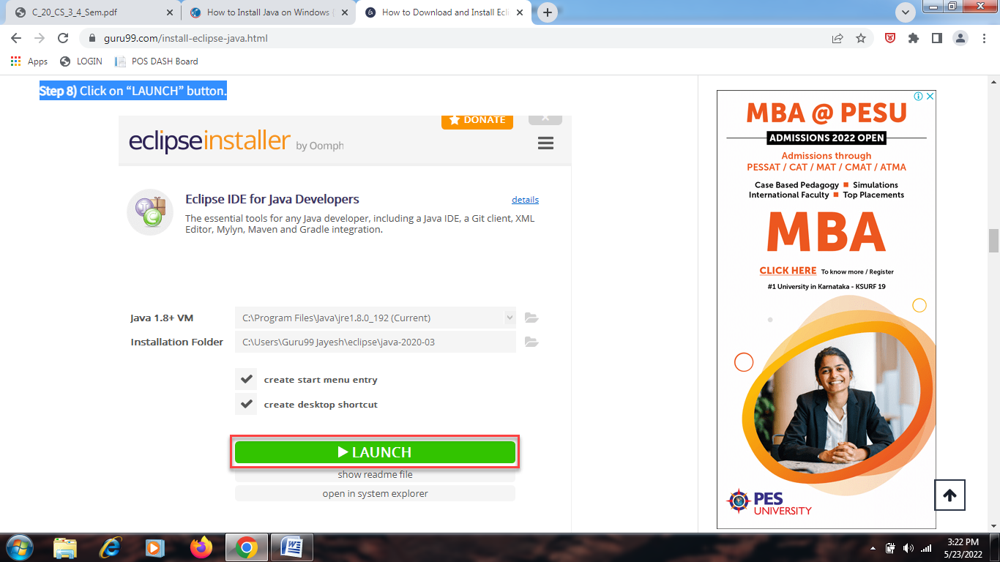 C_20_CS_3_4_Sem.pdf
How to Install Java on Windows
How to Download and Install Ecli
guru99.com/install-eclipse-java.html
Apps
LOGIN
POS DASH Board
Step 8) Click on “LAUNCH” button.
DONATE
eclipseinstaller by Oomph
Eclipse IDE for Java Developers
details
The essential tools for any Java developer, including a Java IDE, a Git client, XML
Editor, Mylyn, Maven and Gradle integration.
Java 1.8+ VM
C:\Program Files\Java\jre1.8.0_192 (Current)
Installation Folder
C:\Users\Guru99 Jayesh\eclipse\java-2020-03
create start menu entry
create desktop shortcut
LAUNCH
show readme file
open in system explorer
MBA @ PESU
ADMISSIONS 2022 OPEN
Admissions through
PESSAT / CAT / MAT / CMAT / ATMA
Case Based Pedagogy Simulations
International Faculty Top Placements
MBA
CLICK HERE To know more / Register
#1 University in Karnataka - KSURF 19
PES
UNIVERSITY
3:22 PM
5/23/2022